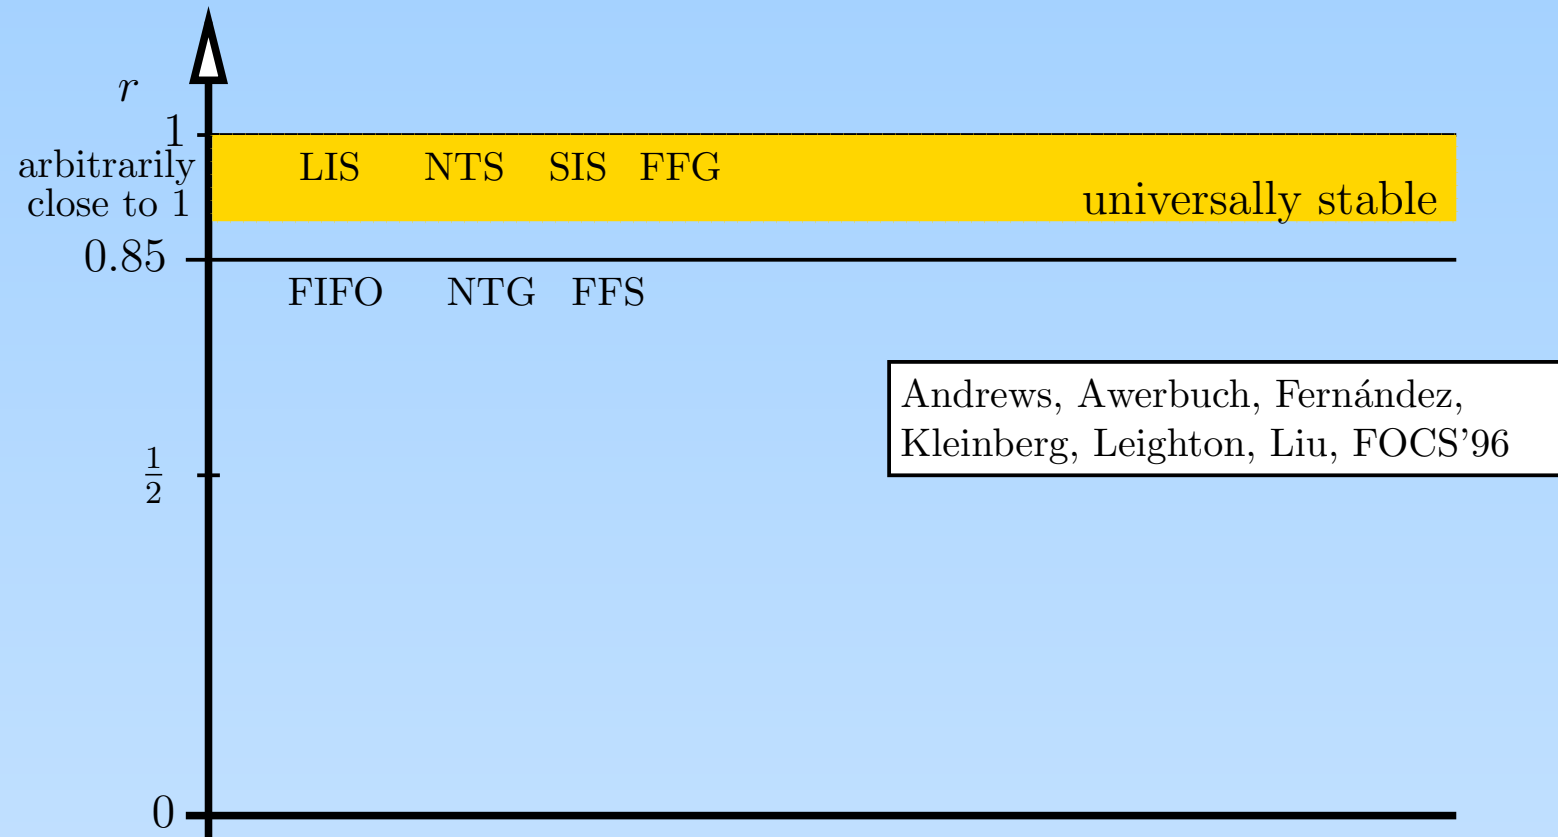 r
1
arbitrarily
close to 1
LIS NTS SIS FFG
universally stable
0.85
FIFO NTG FFS
Andrews, Awerbuch, Fernández,
Kleinberg, Leighton, Liu, FOCS'96
1
2
0